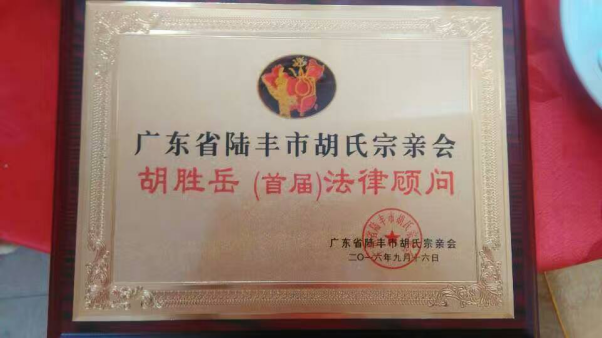 广东省陆丰市胡氏宗亲会
胡胜岳(首届)法律顾问
广东省陆丰市胡氏宗亲会
二〇一六年九月十六日